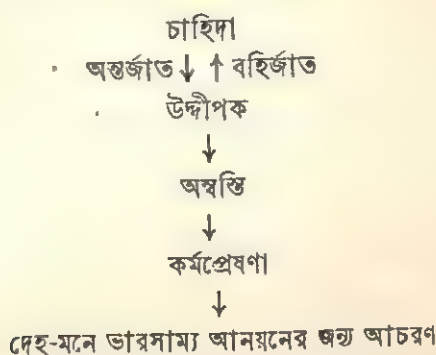 চাহিদা
অন্তর্জাত ↓ ↑ বহির্জাত
উদ্দীপক
↓
অস্বস্তি
↓
কর্মপ্রেষণা
↓
দেহ-মনে ভারসাম্য আনয়নের জন্য আচরণ